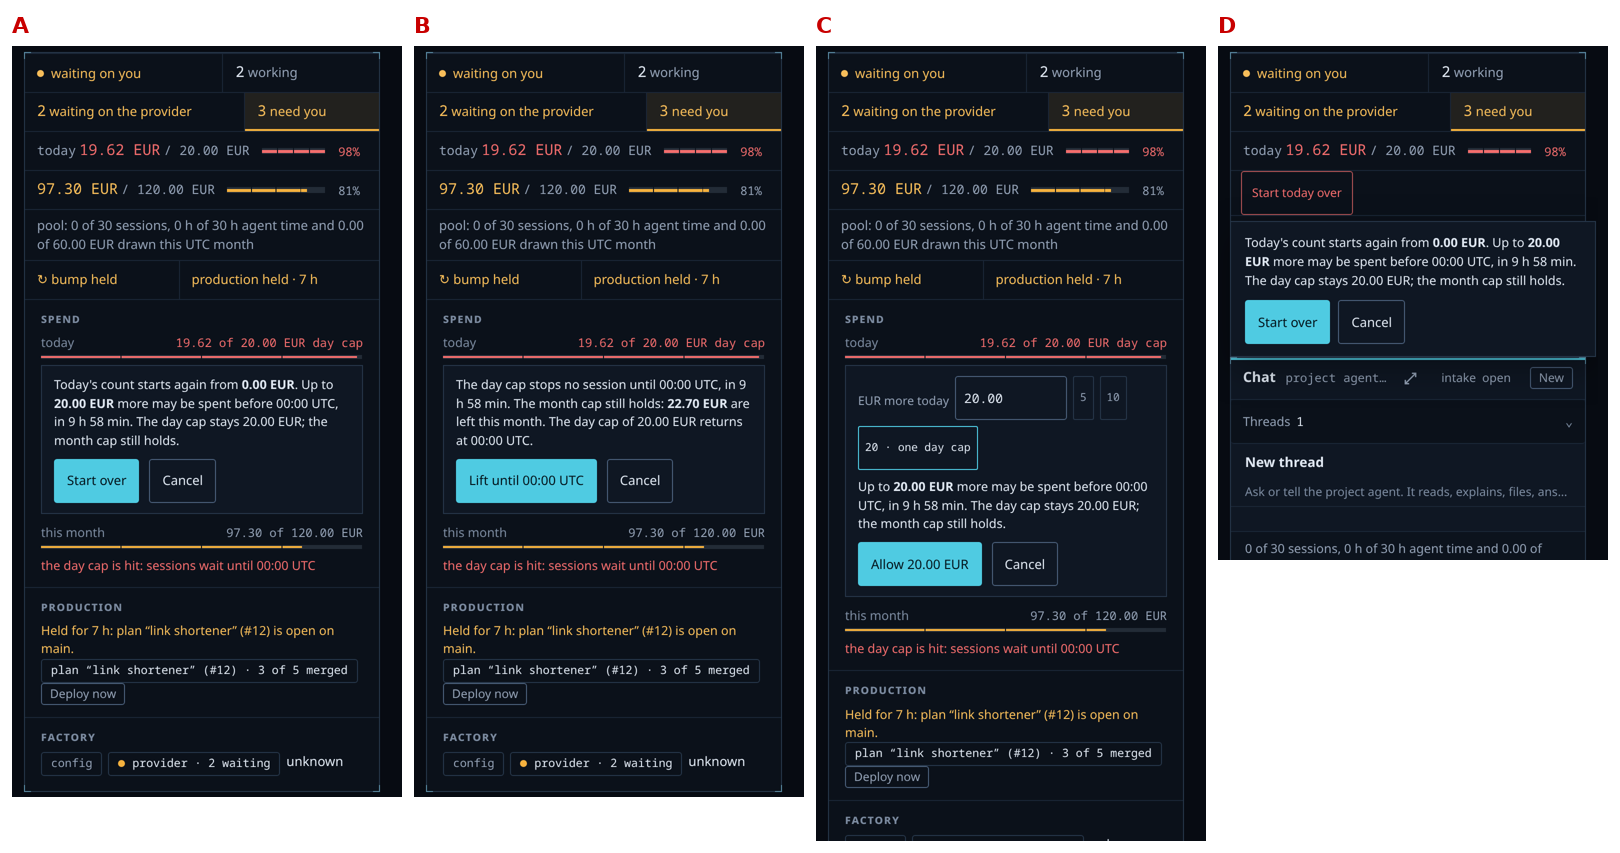 A
waiting on you
2 working
2 waiting on the provider
3 need you
today 19.62 EUR / 20.00 EUR 98%
97.30 EUR / 120.00 EUR 81%
pool: 0 of 30 sessions, 0 h of 30 h agent time and 0.00
of 60.00 EUR drawn this UTC month
↻ bump held
production held · 7 h
SPEND
today 19.62 of 20.00 EUR day cap
Today's count starts again from 0.00 EUR. Up to
20.00 EUR more may be spent before 00:00 UTC,
in 9 h 58 min. The day cap stays 20.00 EUR; the
month cap still holds.
Start over
Cancel
this month 97.30 of 120.00 EUR
the day cap is hit: sessions wait until 00:00 UTC
PRODUCTION
Held for 7 h: plan “link shortener” (#12) is open on
main.
plan “link shortener” (#12) · 3 of 5 merged
Deploy now
FACTORY
config
provider · 2 waiting
unknown
B
waiting on you
2 working
2 waiting on the provider
3 need you
today 19.62 EUR / 20.00 EUR 98%
97.30 EUR / 120.00 EUR 81%
pool: 0 of 30 sessions, 0 h of 30 h agent time and 0.00
of 60.00 EUR drawn this UTC month
↻ bump held
production held · 7 h
SPEND
today 19.62 of 20.00 EUR day cap
The day cap stops no session until 00:00 UTC, in 9
h 58 min. The month cap still holds: 22.70 EUR are
left this month. The day cap of 20.00 EUR returns
at 00:00 UTC.
Lift until 00:00 UTC
Cancel
this month 97.30 of 120.00 EUR
the day cap is hit: sessions wait until 00:00 UTC
PRODUCTION
Held for 7 h: plan “link shortener” (#12) is open on
main.
plan “link shortener” (#12) · 3 of 5 merged
Deploy now
FACTORY
config
provider · 2 waiting
unknown
C
waiting on you
2 working
2 waiting on the provider
3 need you
today 19.62 EUR / 20.00 EUR 98%
97.30 EUR / 120.00 EUR 81%
pool: 0 of 30 sessions, 0 h of 30 h agent time and 0.00
of 60.00 EUR drawn this UTC month
↻ bump held
production held · 7 h
SPEND
today 19.62 of 20.00 EUR day cap
EUR more today 20.00 5 10
20 · one day cap
Up to 20.00 EUR more may be spent before 00:00
UTC, in 9 h 58 min. The day cap stays 20.00 EUR;
the month cap still holds.
Allow 20.00 EUR
Cancel
this month 97.30 of 120.00 EUR
the day cap is hit: sessions wait until 00:00 UTC
PRODUCTION
Held for 7 h: plan “link shortener” (#12) is open on
main.
plan “link shortener” (#12) · 3 of 5 merged
Deploy now
FACTORY
D
waiting on you
2 working
2 waiting on the provider
3 need you
today 19.62 EUR / 20.00 EUR 98%
Start today over
Today's count starts again from 0.00 EUR. Up to 20.00
EUR more may be spent before 00:00 UTC, in 9 h 58 min.
The day cap stays 20.00 EUR; the month cap still holds.
Start over
Cancel
Chat project agent… intake open New
Threads 1
New thread
Ask or tell the project agent. It reads, explains, files, ans...
0 of 30 sessions, 0 h of 30 h agent time and 0.00 of